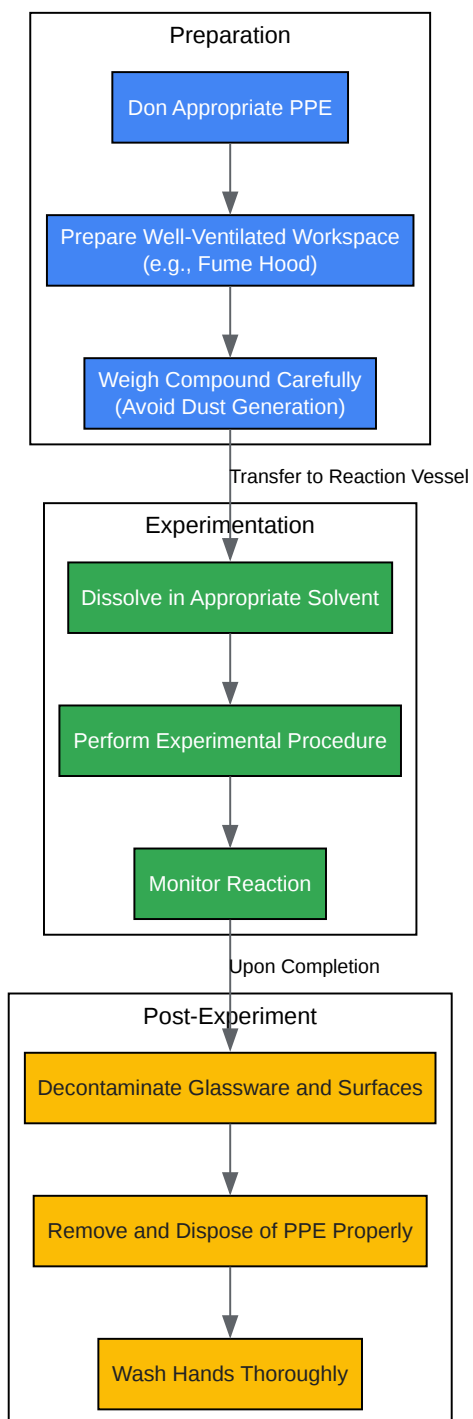 Preparation
Don Appropriate PPE
Prepare Well-Ventilated Workspace
(e.g., Fume Hood)
Weigh Compound Carefully
(Avoid Dust Generation)
Transfer to Reaction Vessel
Experimentation
Dissolve in Appropriate Solvent
Perform Experimental Procedure
Monitor Reaction
Upon Completion
Post-Experiment
Decontaminate Glassware and Surfaces
Remove and Dispose of PPE Properly
Wash Hands Thoroughly